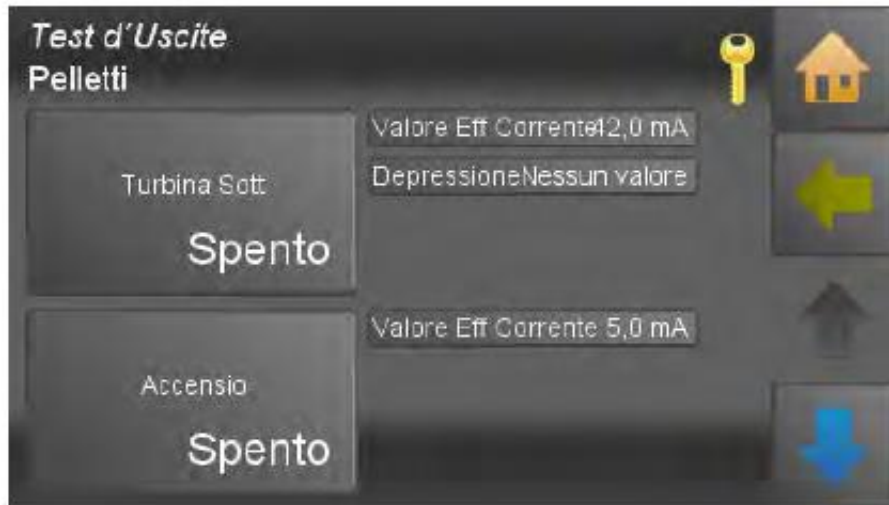 Test d´Uscite
Pelletti
Turbina Sott
Spento
Valore Eff Corrente42,0 mA
DepressioneNessun valore
Accensio
Spento
Valore Eff Corrente 5,0 mA